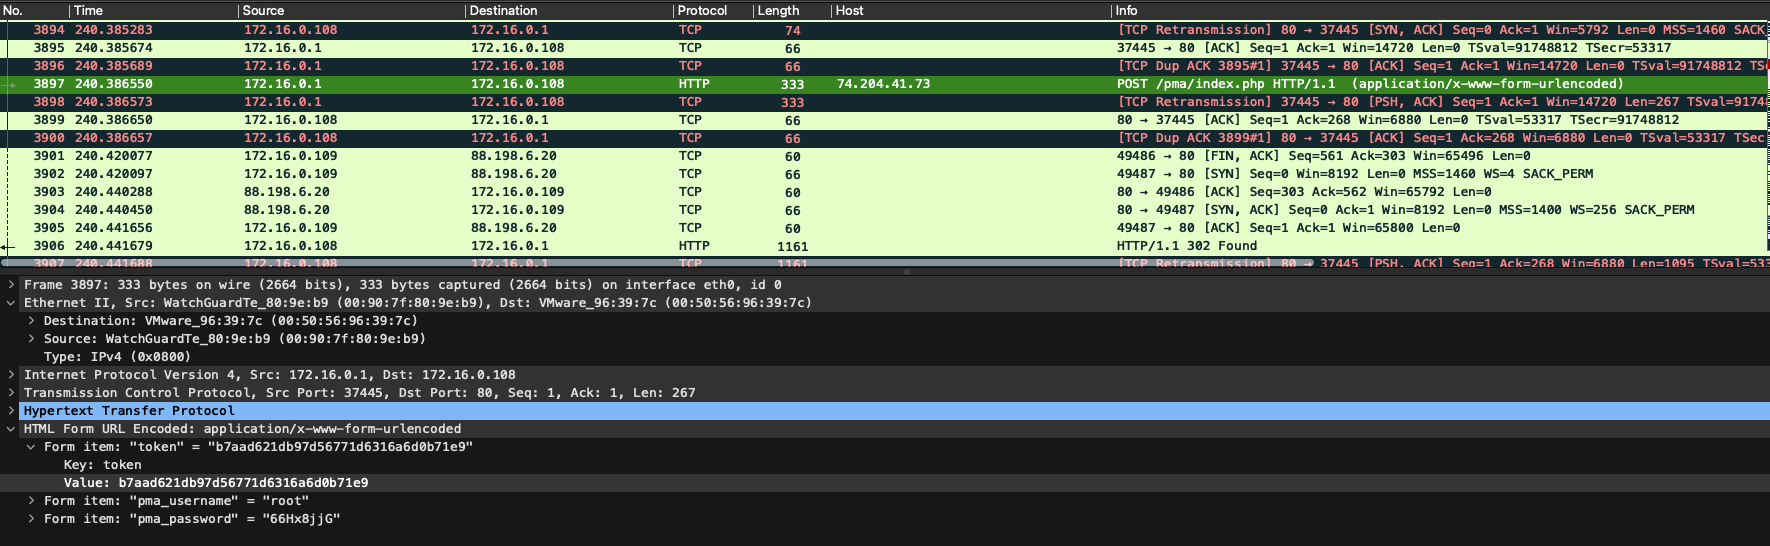 No. Time Source Destination Protocol Length Host Info
3894 240.385283 172.16.0.108 172.16.0.1 TCP 74 [TCP Retransmission] 80 → 37445 [SYN, ACK] Seq=0 Ack=1 Win=5792 Len=0 MSS=1460 SACK
3895 240.385674 172.16.0.1 172.16.0.108 TCP 66 37445 → 80 [ACK] Seq=1 Ack=1 Win=14720 Len=0 TSval=91748812 TSecr=53317
3896 240.385689 172.16.0.1 172.16.0.108 TCP 66 [TCP Dup ACK 3895#1] 37445 → 80 [ACK] Seq=1 Ack=1 Win=14720 Len=0 TSval=91748812 TS
3897 240.386550 172.16.0.1 172.16.0.108 HTTP 333 74.204.41.73 POST /pma/index.php HTTP/1.1 (application/x-www-form-urlencoded)
3898 240.386573 172.16.0.1 172.16.0.108 TCP 333 [TCP Retransmission] 37445 → 80 [PSH, ACK] Seq=1 Ack=1 Win=14720 Len=267 TSval=9174
3899 240.386650 172.16.0.108 172.16.0.1 TCP 66 80 → 37445 [ACK] Seq=1 Ack=268 Win=6880 Len=0 TSval=53317 TSecr=91748812
3900 240.386657 172.16.0.108 172.16.0.1 TCP 66 [TCP Dup ACK 3899#1] 80 → 37445 [ACK] Seq=1 Ack=268 Win=6880 Len=0 TSval=53317 TSec
3901 240.420077 172.16.0.109 88.198.6.20 TCP 60 49486 → 80 [FIN, ACK] Seq=561 Ack=303 Win=65496 Len=0
3902 240.420097 172.16.0.109 88.198.6.20 TCP 66 49487 → 80 [SYN] Seq=0 Win=8192 Len=0 MSS=1460 WS=4 SACK_PERM
3903 240.440288 88.198.6.20 172.16.0.109 TCP 60 80 → 49486 [ACK] Seq=303 Ack=562 Win=65792 Len=0
3904 240.440450 88.198.6.20 172.16.0.109 TCP 66 80 → 49487 [SYN, ACK] Seq=0 Ack=1 Win=8192 Len=0 MSS=1400 WS=256 SACK_PERM
3905 240.441656 172.16.0.109 88.198.6.20 TCP 60 49487 → 80 [ACK] Seq=1 Ack=1 Win=65800 Len=0
3906 240.441679 172.16.0.108 172.16.0.1 HTTP 1161 HTTP/1.1 302 Found
3907 240.441688 172.16.0.108 172.16.0.1 TCP 1161 [TCP Retransmission] 80 → 37445 [PSH, ACK] Seq=1 Ack=268 Win=6880 Len=1095 TSval=533
Frame 3897: 333 bytes on wire (2664 bits), 333 bytes captured (2664 bits) on interface eth0, id 0
Ethernet II, Src: WatchGuardTe_80:9e:b9 (00:90:7f:80:9e:b9), Dst: VMware_96:39:7c (00:50:56:96:39:7c)
Destination: VMware_96:39:7c (00:50:56:96:39:7c)
Source: WatchGuardTe_80:9e:b9 (00:90:7f:80:9e:b9)
Type: IPv4 (0x0800)
Internet Protocol Version 4, Src: 172.16.0.1, Dst: 172.16.0.108
Transmission Control Protocol, Src Port: 37445, Dst Port: 80, Seq: 1, Ack: 1, Len: 267
Hypertext Transfer Protocol
HTML Form URL Encoded: application/x-www-form-urlencoded
Form item: "token" = "b7aad621db97d56771d6316a6d0b71e9"
Key: token
Value: b7aad621db97d56771d6316a6d0b71e9
Form item: "pma_username" = "root"
Form item: "pma_password" = "66Hx8jjG"